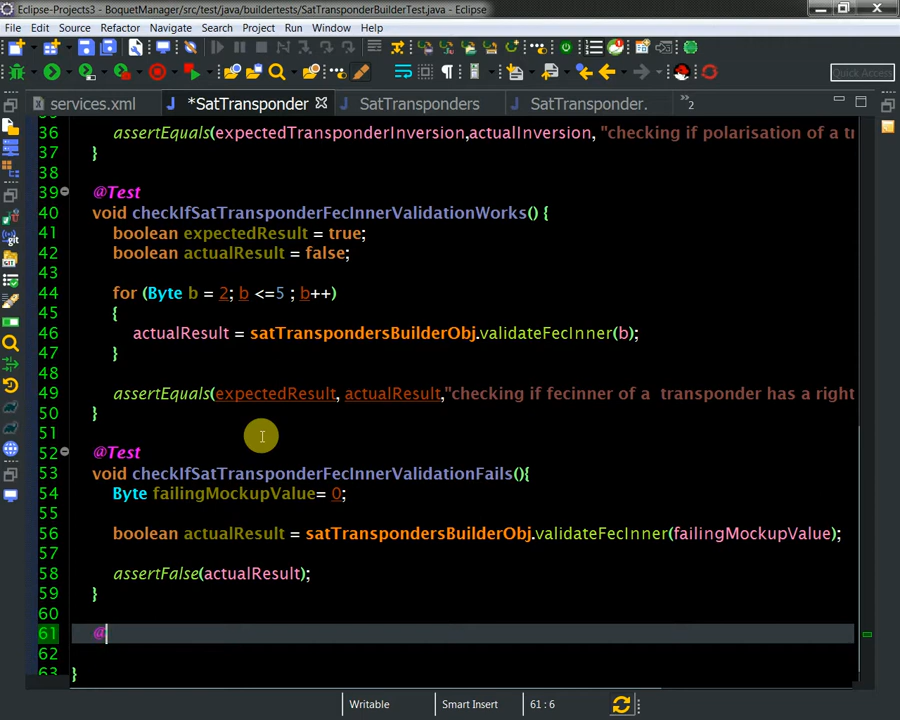 Eclipse-Projects3 - BoquetManager/src/test/java/buildertests/SatTransponderBuilderTest.java - Eclipse
File Edit Source Refactor Navigate Search Project Run Window Help
Quick Access
services.xml *SatTransponder SatTransponders SatTransponder. »2
36 assertEquals(expectedTransponderInversion,actualInversion, "checking if polarisation of a tr
37 }
38
39 @Test
40 void checkIfSatTransponderFecInnerValidationWorks() {
41 boolean expectedResult = true;
42 boolean actualResult = false;
43
44 for (Byte b = 2; b <=5 ; b++)
45 {
46 actualResult = satTranspondersBuilderObj.validateFecInner(b);
47 }
48
49 assertEquals(expectedResult, actualResult,"checking if fecinner of a  transponder has a right
50 }
51
52 @Test
53 void checkIfSatTransponderFecInnerValidationFails(){
54 Byte failingMockupValue= 0;
55
56 boolean actualResult = satTranspondersBuilderObj.validateFecInner(failingMockupValue);
57
58 assertFalse(actualResult);
59 }
60
61 @
62
63 }
Writable Smart Insert 61 : 6